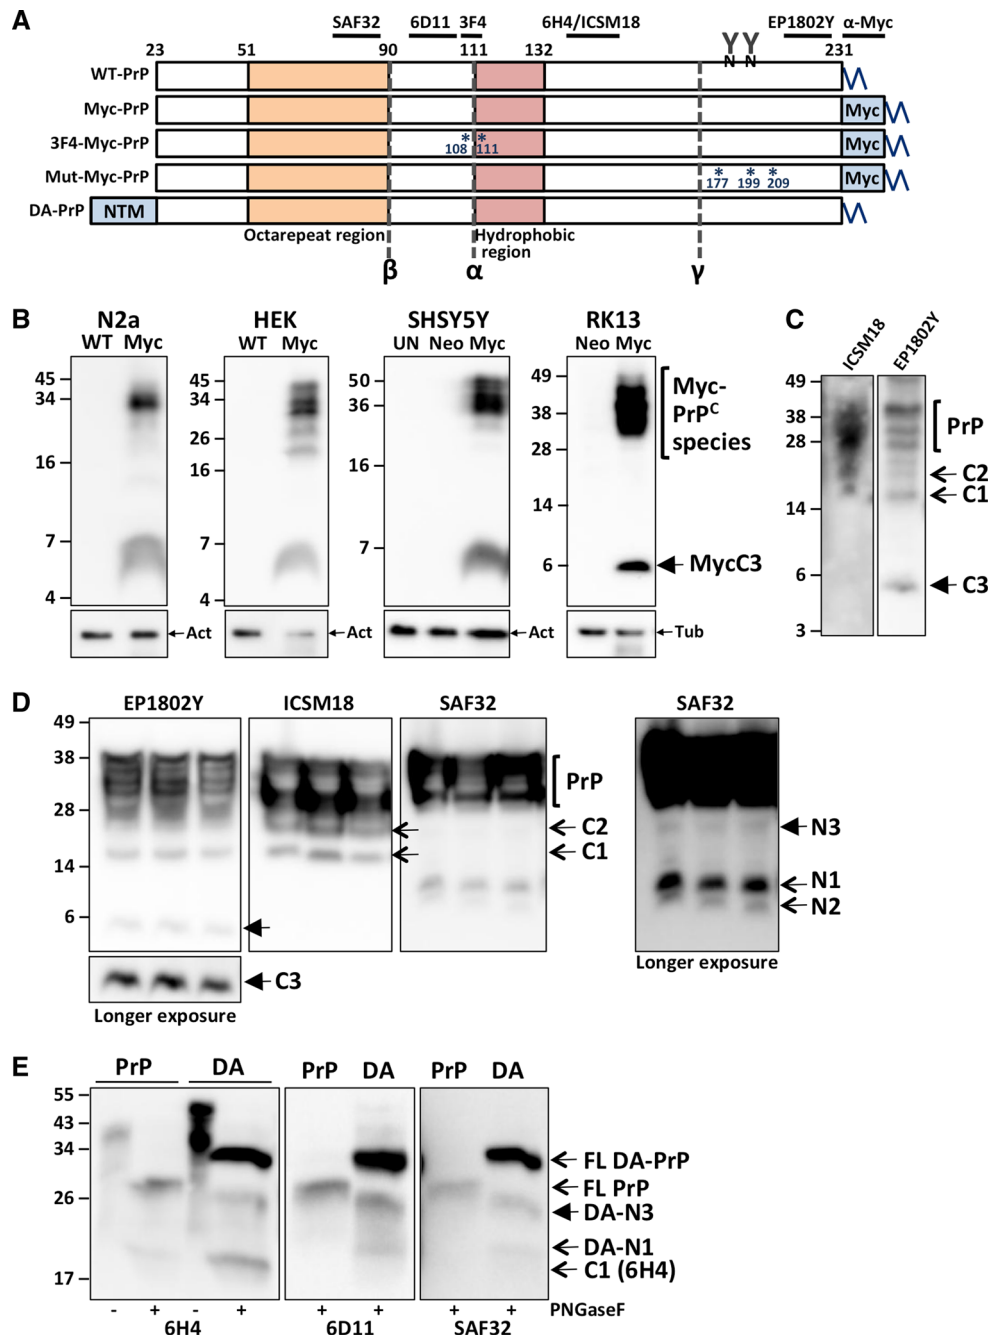 A
SAF32 6D11 3F4 6H4/ICSM18 EP1802Y α-Myc
23 51 90 111 132 231
N N
WT-PrP
Myc-PrP Myc
3F4-Myc-PrP * * 108 111 Myc
Mut-Myc-PrP * * * 177 199 209 Myc
DA-PrP NTM
Octarepeat region Hydrophobic region
β α γ
B
N2a HEK SHSY5Y RK13
WT Myc WT Myc UN Neo Myc Neo Myc
45 34 16 7 4
Act
45 34 26 16 7 4
Act
50 36 16 7
Act
49 38 28 14 6
Myc-
PrPC
species
MycC3
Tub
C
ICSM18 EP1802Y
49
38
28
14
6
3
PrP
C2
C1
C3
D
EP1802Y ICSM18 SAF32 SAF32
49
38
28
14
6
PrP
C2
C1
N3
N1
N2
C3
Longer exposure
Longer exposure
E
PrP DA PrP DA PrP DA
55
43
34
26
17
FL DA-PrP
FL PrP
DA-N3
DA-N1
C1 (6H4)
- + - + + + + + PNGaseF
6H4 6D11 SAF32